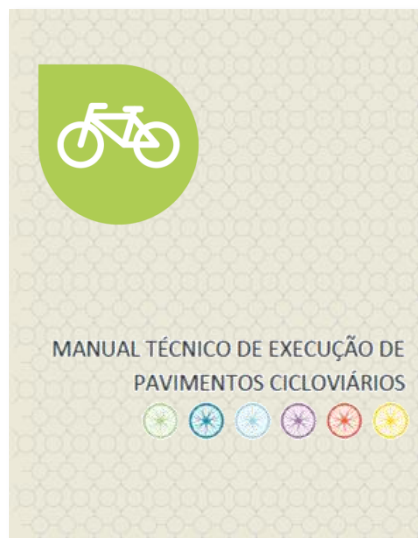 MANUAL TÉCNICO DE EXECUÇÃO DE
PAVIMENTOS CICLOVIÁRIOS